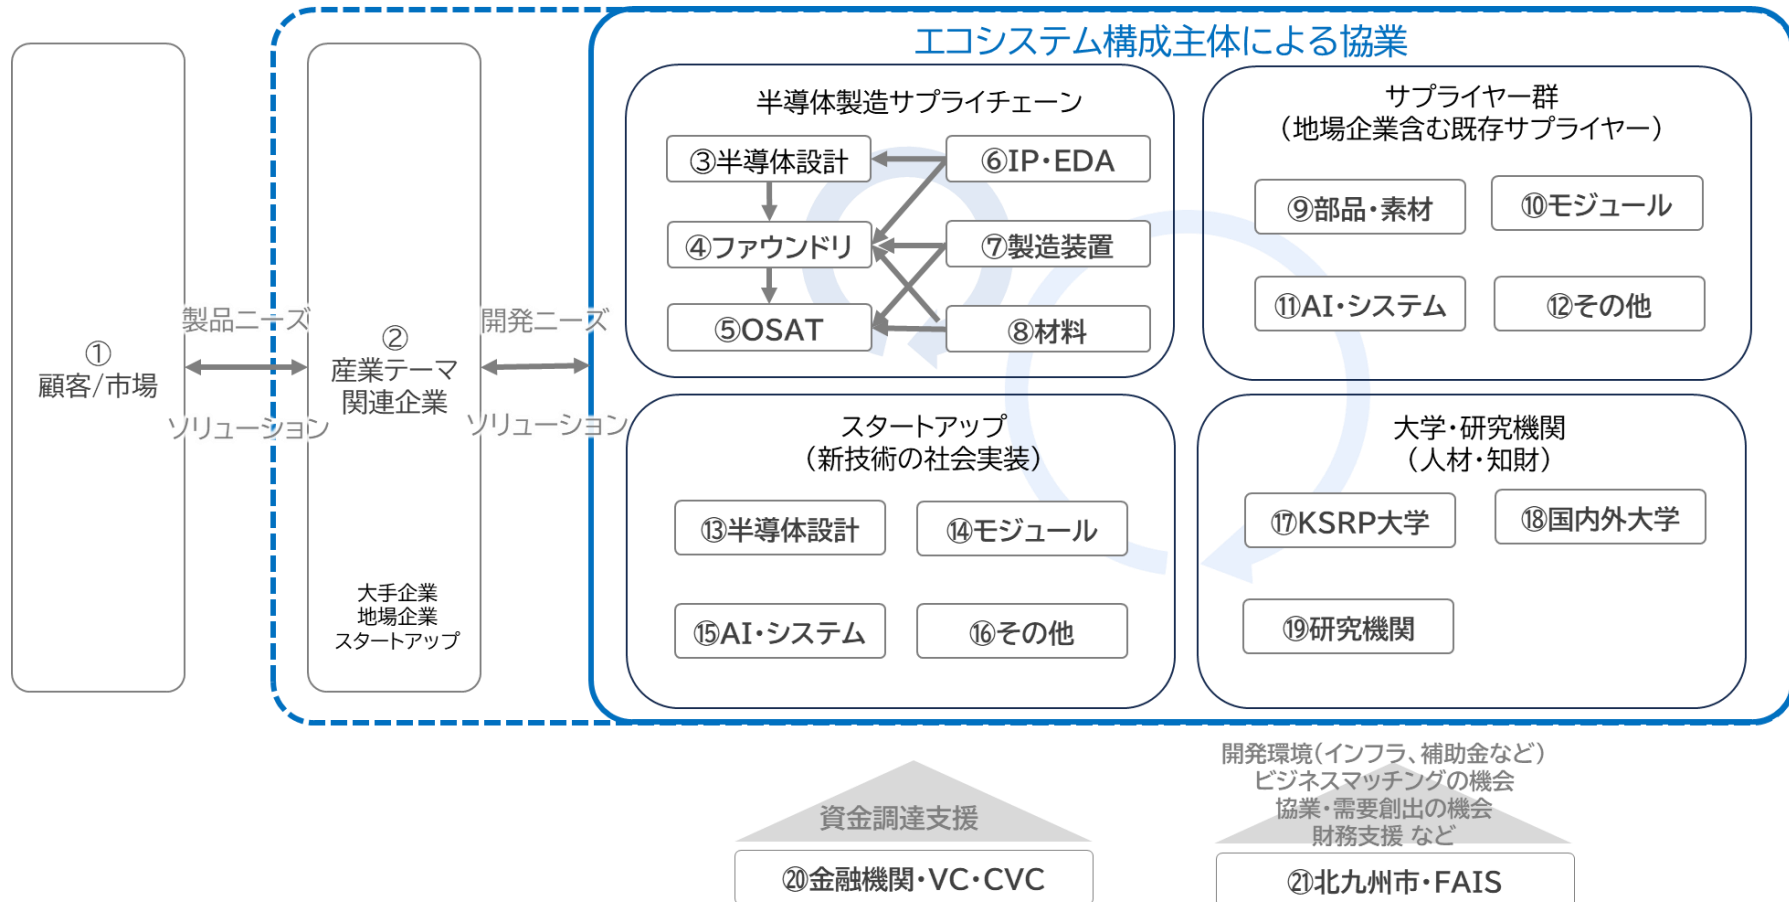 エコシステム構成主体による協業
①
顧客/市場
製品ニーズ
ソリューション
②
産業テーマ
関連企業
大手企業
地場企業
スタートアップ
開発ニーズ
ソリューション
半導体製造サプライチェーン
③半導体設計
⑥IP・EDA
④ファウンドリ
⑦製造装置
⑤OSAT
⑧材料
サプライヤー群
（地場企業含む既存サプライヤー）
⑨部品・素材
⑩モジュール
⑪AI・システム
⑫その他
スタートアップ
（新技術の社会実装）
⑬半導体設計
⑭モジュール
⑮AI・システム
⑯その他
大学・研究機関
（人材・知財）
⑰KSRP大学
⑱国内外大学
⑲研究機関
資金調達支援
⑳金融機関・VC・CVC
開発環境（インフラ、補助金など）
ビジネスマッチングの機会
協業・需要創出の機会
財務支援 など
㉑北九州市・FAIS